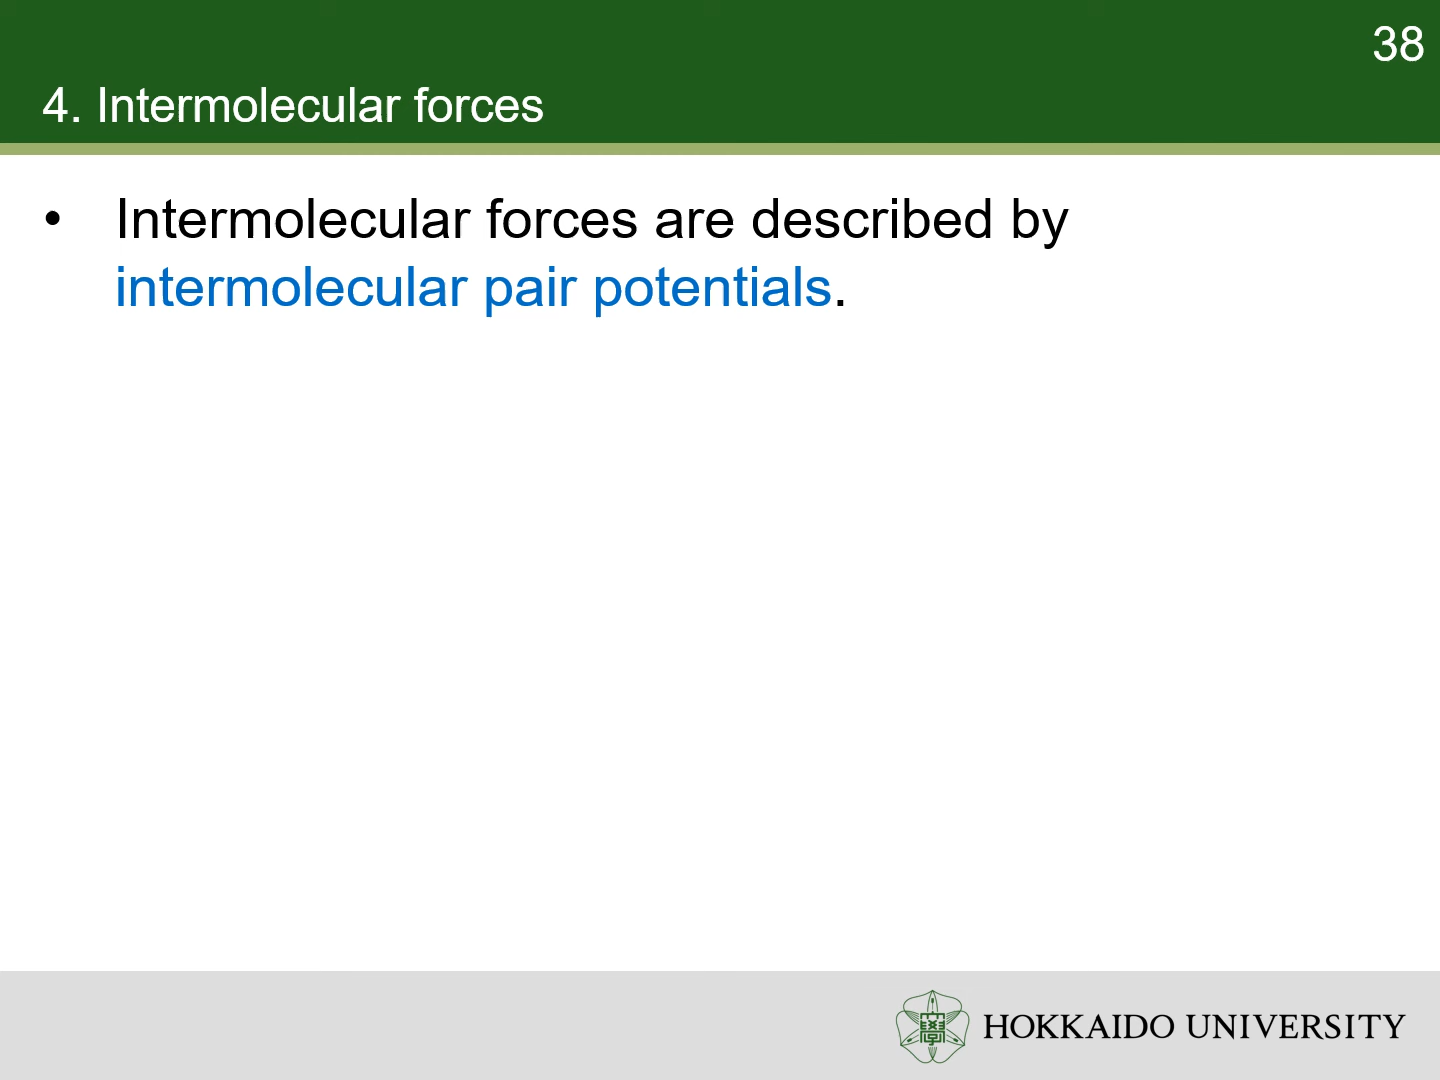 38
4. Intermolecular forces
• Intermolecular forces are described by
intermolecular pair potentials.
HOKKAIDO UNIVERSITY